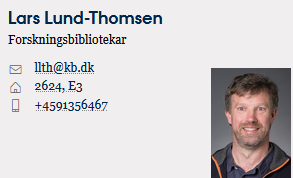 Lars Lund-Thomsen
Forskningsbibliotekar
llth@kb.dk
2624, E3
+4591356467